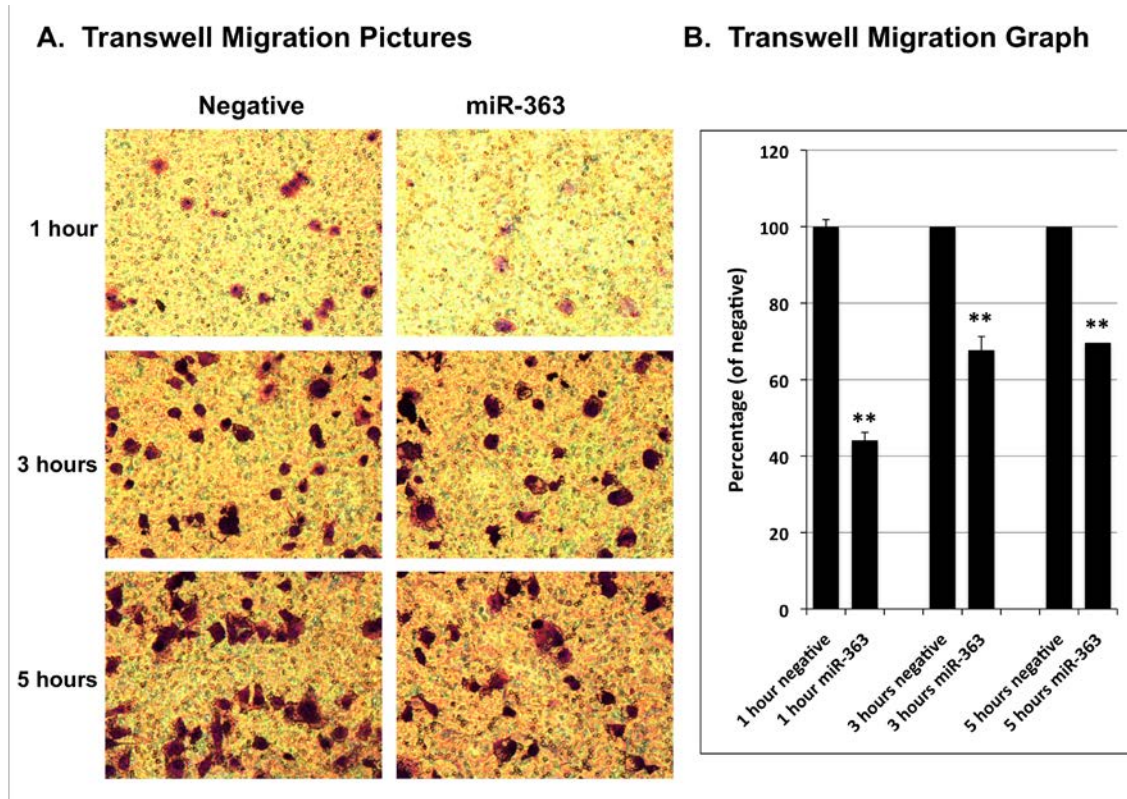 A. Transwell Migration Pictures
Negative
miR-363
1 hour
3 hours
5 hours
B. Transwell Migration Graph
120
100
80
60
40
20
0
Percentage (of negative)
**
**
**
1 hour negative
1 hour miR-363
3 hours negative
3 hours miR-363
5 hours negative
5 hours miR-363